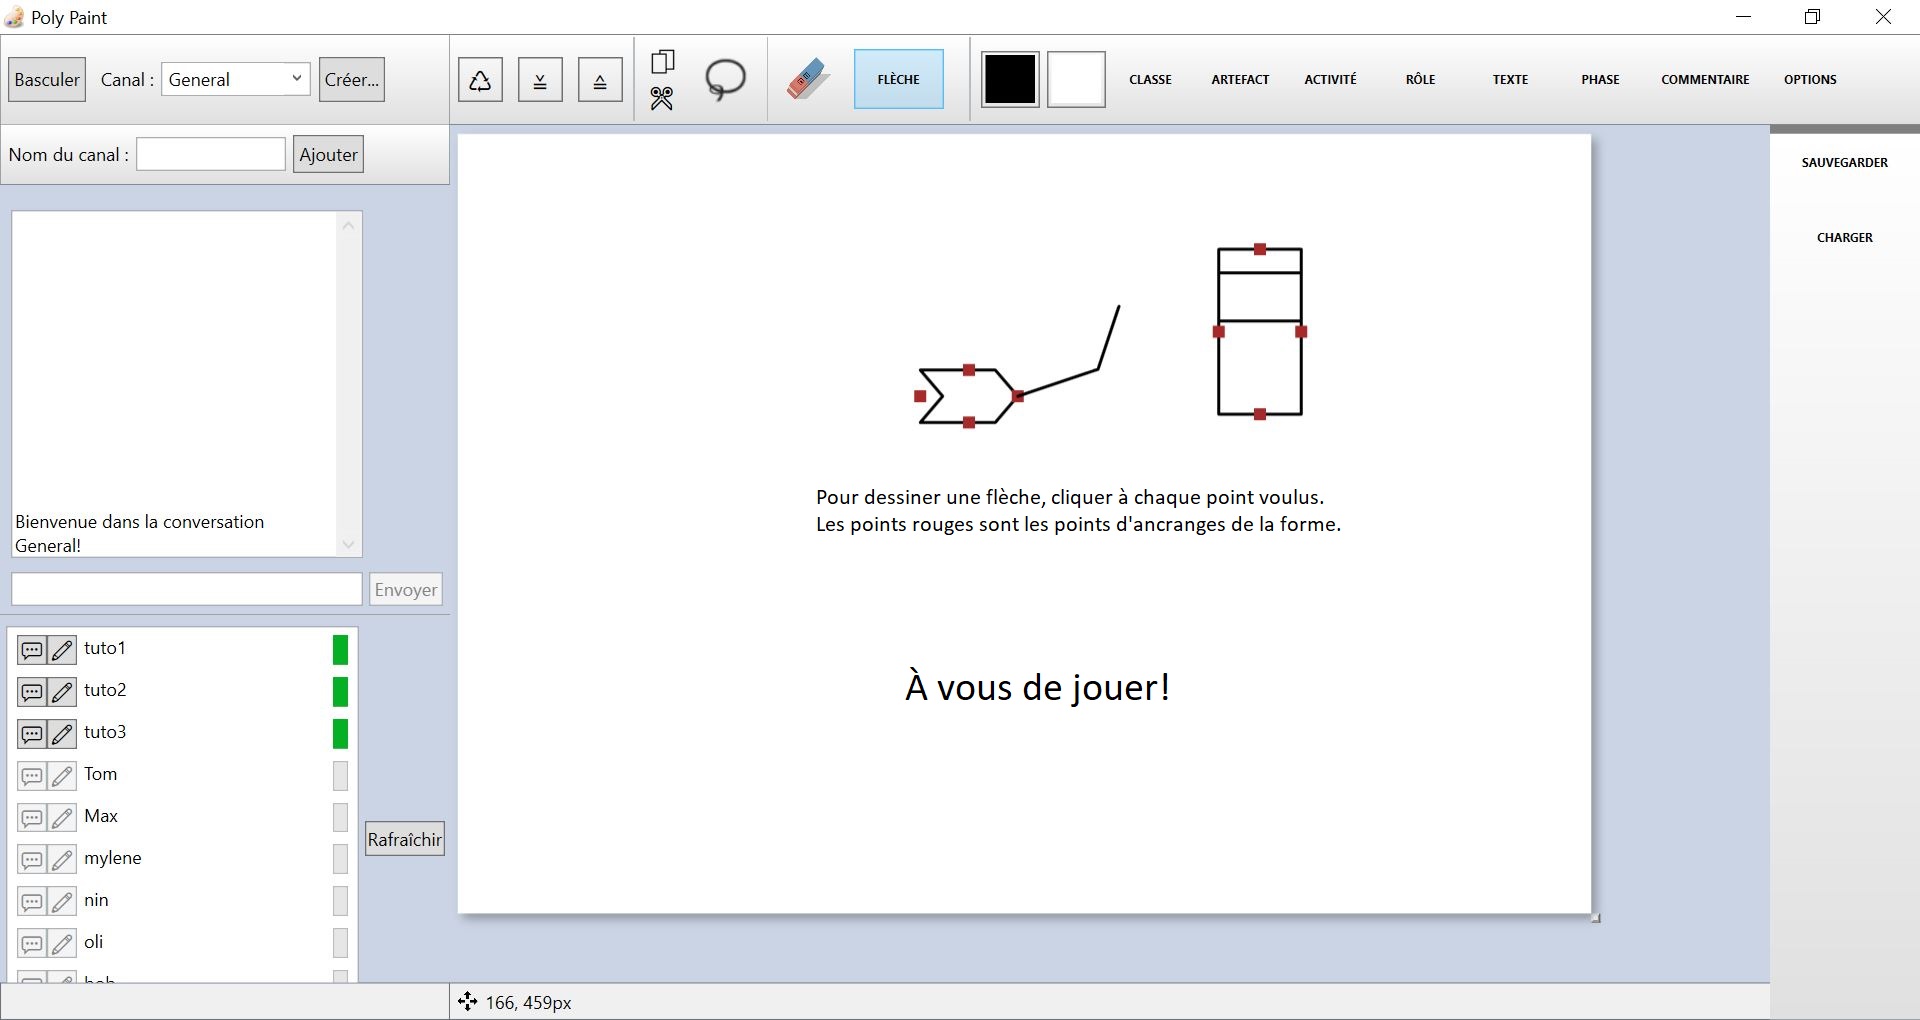 Poly Paint
Basculer
Canal :
General
Créer...
FLÈCHE
CLASSE
ARTEFACT
ACTIVITÉ
RÔLE
TEXTE
PHASE
COMMENTAIRE
OPTIONS
Nom du canal :
Ajouter
SAUVEGARDER
CHARGER
Bienvenue dans la conversation
General!
Envoyer
Pour dessiner une flèche, cliquer à chaque point voulus.
Les points rouges sont les points d'ancranges de la forme.
À vous de jouer!
tuto1
tuto2
tuto3
Tom
Max
mylene
nin
oli
Rafraîchir
166, 459px